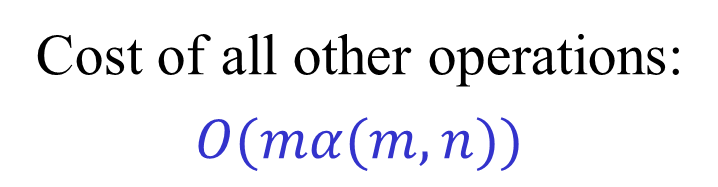 Cost of all other operations:
𝑂(𝑚𝛼(𝑚, 𝑛))